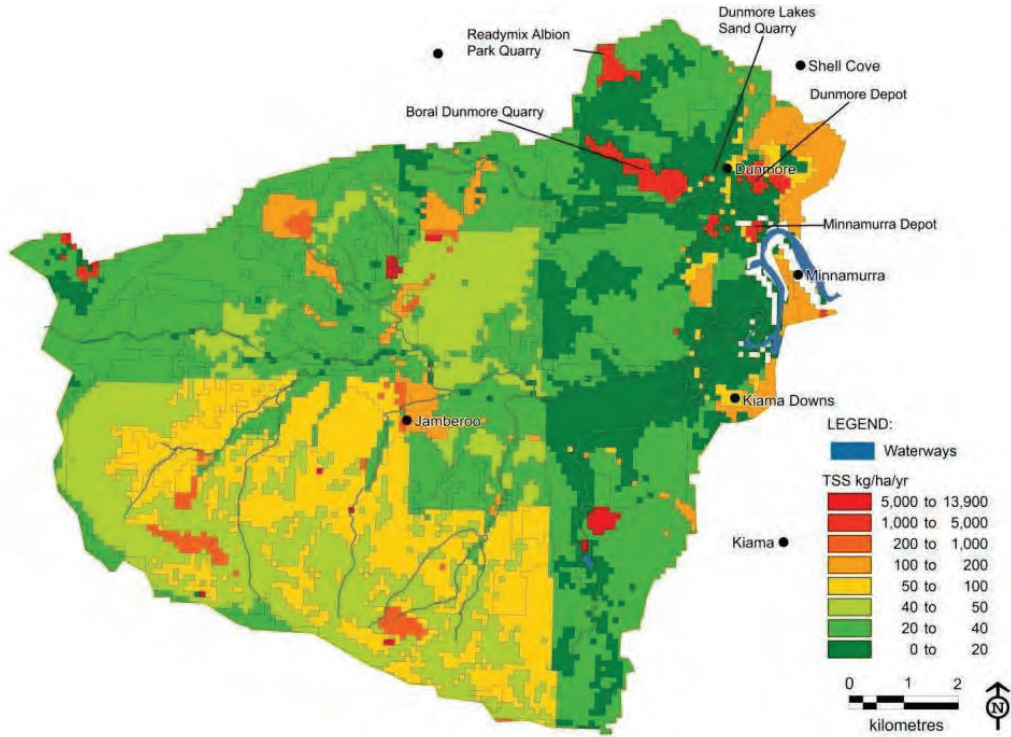 Dunmore Lakes
Sand Quarry
Readymix Albion
Park Quarry
Shell Cove
Dunmore Depot
Boral Dunmore Quarry
Dunmore
Minnamurra Depot
Minnamurra
Kiama Downs
Jamberoo
Kiama
LEGEND:
Waterways
TSS kg/ha/yr
5,000 to 13,900
1,000 to 5,000
200 to 1,000
100 to 200
50 to 100
40 to 50
20 to 40
0 to 20
0 1 2
kilometres
N